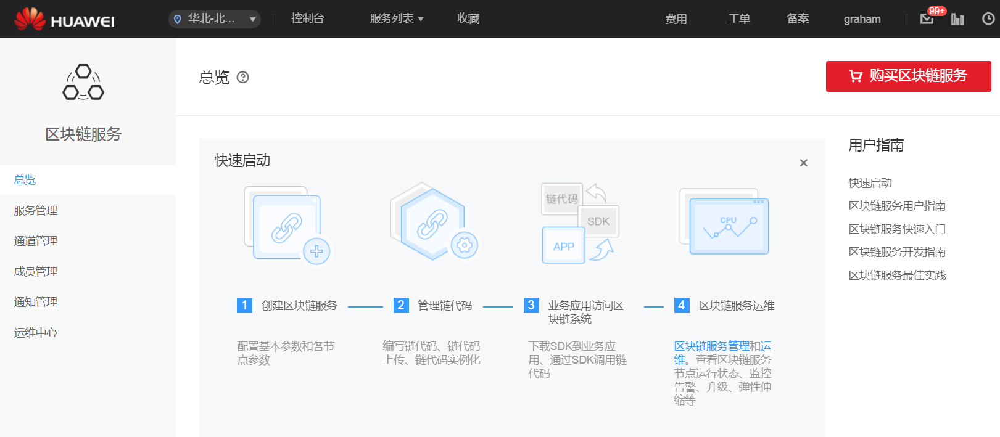 HUAWEI
华北-北...
控制台
服务列表
收藏
费用
工单
备案
graham
99+
区块链服务
总览
服务管理
通道管理
成员管理
通知管理
运维中心
总览
购买区块链服务
快速启动
链代码
SDK
APP
CPU
1 创建区块链服务
2 管理链代码
3 业务应用访问区
块链系统
4 区块链服务运维
配置基本参数和各节
点参数
编写链代码、链代码
上传、链代码实例化
下载SDK到业务应
用、通过SDK调用链
代码
区块链服务管理和运
维。查看区块链服务
节点运行状态、监控
告警、升级、弹性伸
缩等
用户指南
快速启动
区块链服务用户指南
区块链服务快速入门
区块链服务开发指南
区块链服务最佳实践